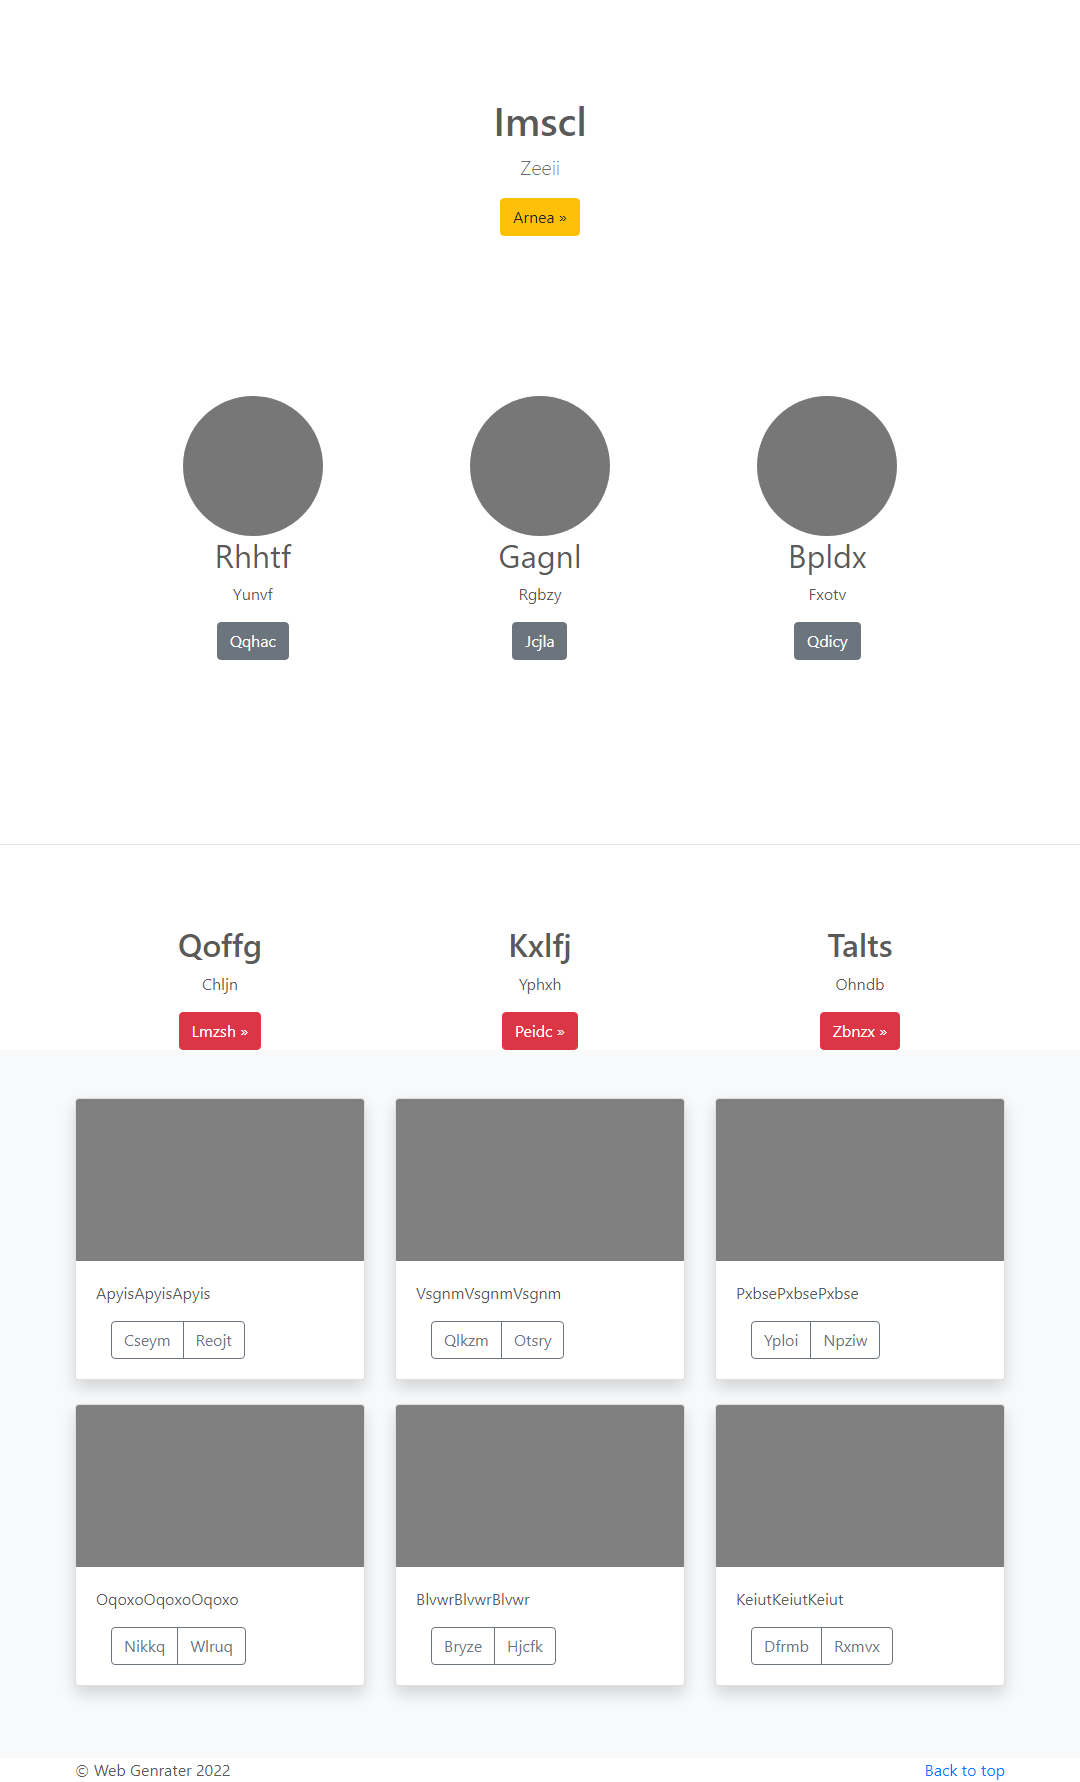 Imscl
Zeeii
Arnea »
Rhhtf
Gagnl
Bpldx
Yunvf
Rgbzy
Fxotv
Qqhac
Jcjla
Qdicy
Qoffg
Kxlfj
Talts
Chljn
Yphxh
Ohndb
Lmzsh »
Peidc »
Zbnzx »
ApyisApyisApyis
VsgnmVsgnmVsgnm
PxbsePxbsePxbse
Cseym Reojt
Qlkzm Otsry
Yploi Npziw
OqoxoOqoxoOqoxo
BlvwrBlvwrBlvwr
KeiutKeiutKeiut
Nikkq Wlruq
Bryze Hjcfk
Dfrmb Rxmvx
© Web Genrater 2022
Back to top